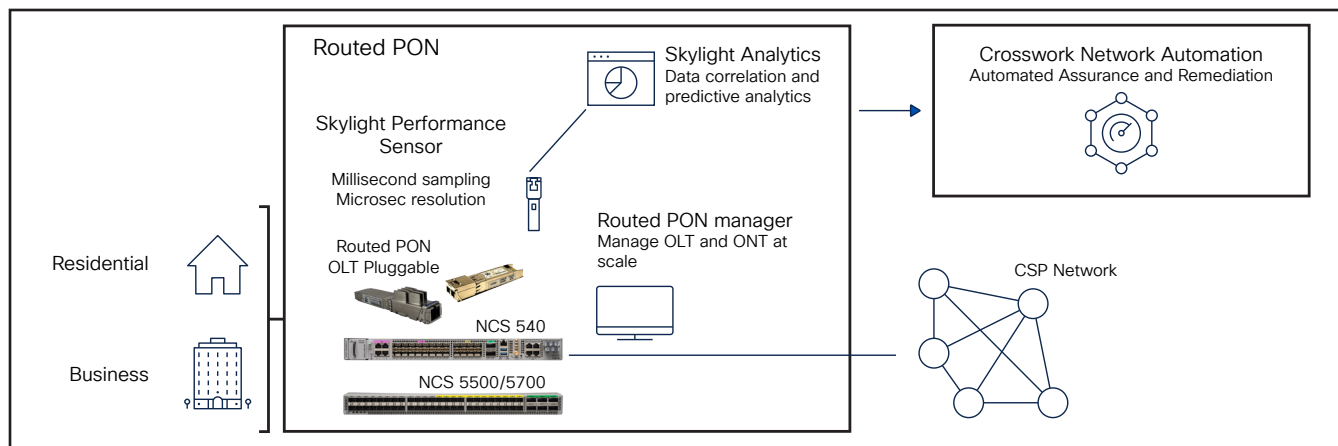 Routed PON
Skylight Analytics
Data correlation and
predictive analytics
Crosswork Network Automation
Automated Assurance and Remediation
Skylight Performance
Sensor
Millisecond sampling
Microsec resolution
Routed PON manager
Manage OLT and ONT at
scale
Routed PON
OLT Pluggable
Residential
CSP Network
NCS 540
Business
NCS 5500/5700